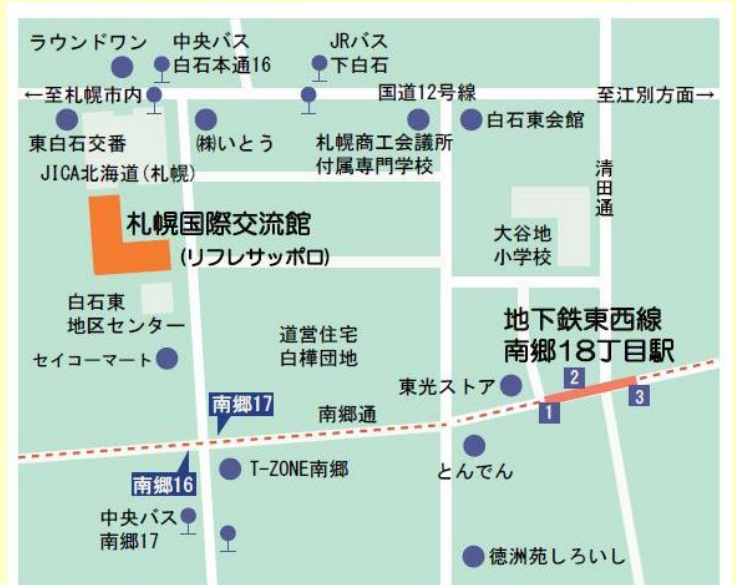 ラウンドワン
中央バス
白石本通16
JRバス
下白石
←至札幌市内
国道12号線
至江別方面→
東白石交番
㈱いとう
札幌商工会議所
付属専門学校
白石東会館
JICA北海道(札幌)
清田通
札幌国際交流館
(リフレサッポロ)
大谷地
小学校
白石東
地区センター
セイコーマート
道営住宅
白樺団地
地下鉄東西線
南郷18丁目駅
東光ストア
2
1
3
南郷17
南郷通
南郷16
T-ZONE南郷
とんでん
中央バス
南郷17
徳洲苑しろいし